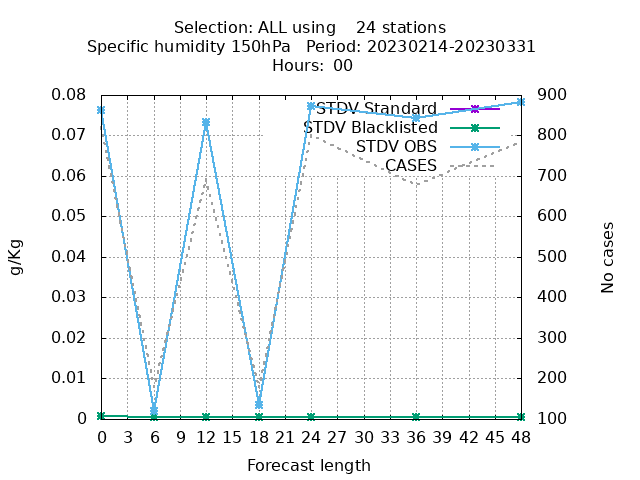 Selection: ALL using    24 stations
Specific humidity 150hPa   Period: 20230214-20230331
Hours:  00
0.08
0.07
0.06
0.05
0.04
0.03
0.02
0.01
0
g/Kg
STDV Standard
STDV Blacklisted
STDV OBS
CASES
900
800
700
600
500
400
300
200
100
No cases
0 3 6 9 12 15 18 21 24 27 30 33 36 39 42 45 48
Forecast length